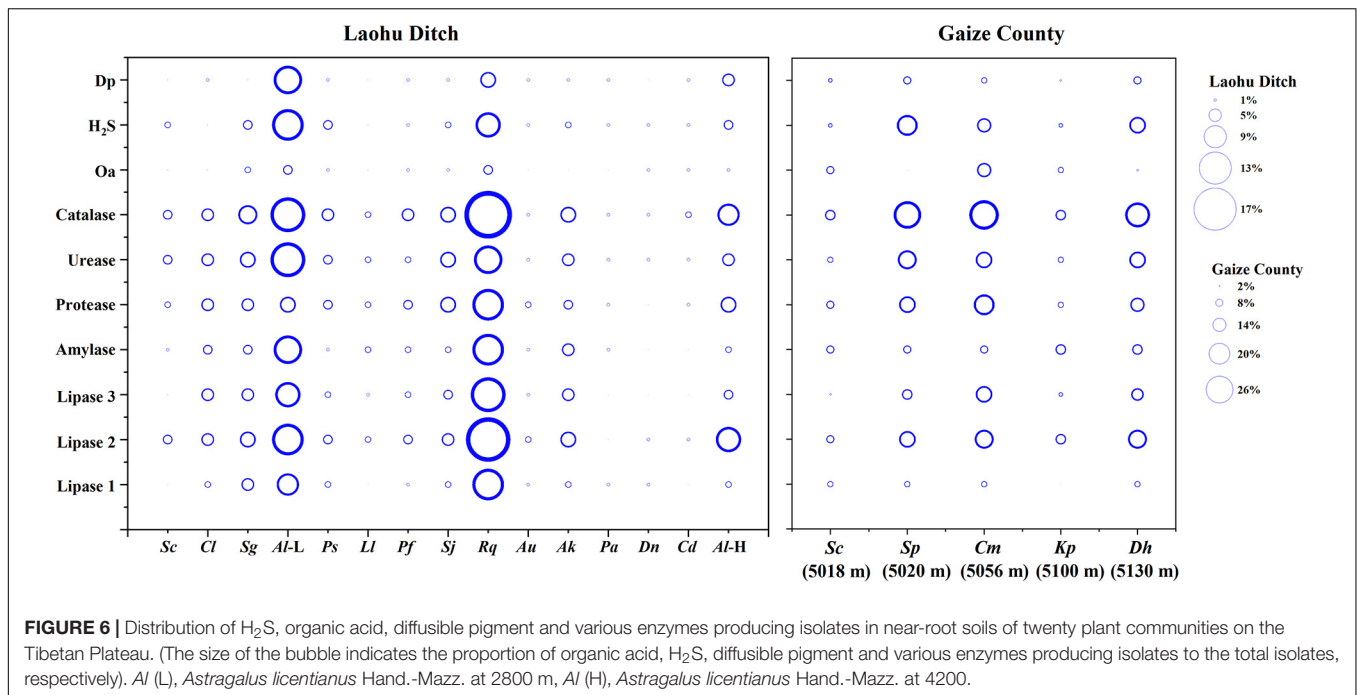 Laohu Ditch
Gaize County
Dp
H₂S
Oa
Catalase
Urease
Protease
Amylase
Lipase 3
Lipase 2
Lipase 1
Sc Cl Sg Al-L Ps Ll Pf Sj Rq Au Ak Pa Dn Cd Al-H
Sc Sp Cm Kp Dh
(5018 m) (5020 m) (5056 m) (5100 m) (5130 m)
Laohu Ditch
1%
5%
9%
13%
17%
Gaize County
2%
8%
14%
20%
26%
FIGURE 6 | Distribution of H₂S, organic acid, diffusible pigment and various enzymes producing isolates in near-root soils of twenty plant communities on the
Tibetan Plateau. (The size of the bubble indicates the proportion of organic acid, H₂S, diffusible pigment and various enzymes producing isolates to the total isolates,
respectively). Al (L), Astragalus licentianus Hand.-Mazz. at 2800 m, Al (H), Astragalus licentianus Hand.-Mazz. at 4200.